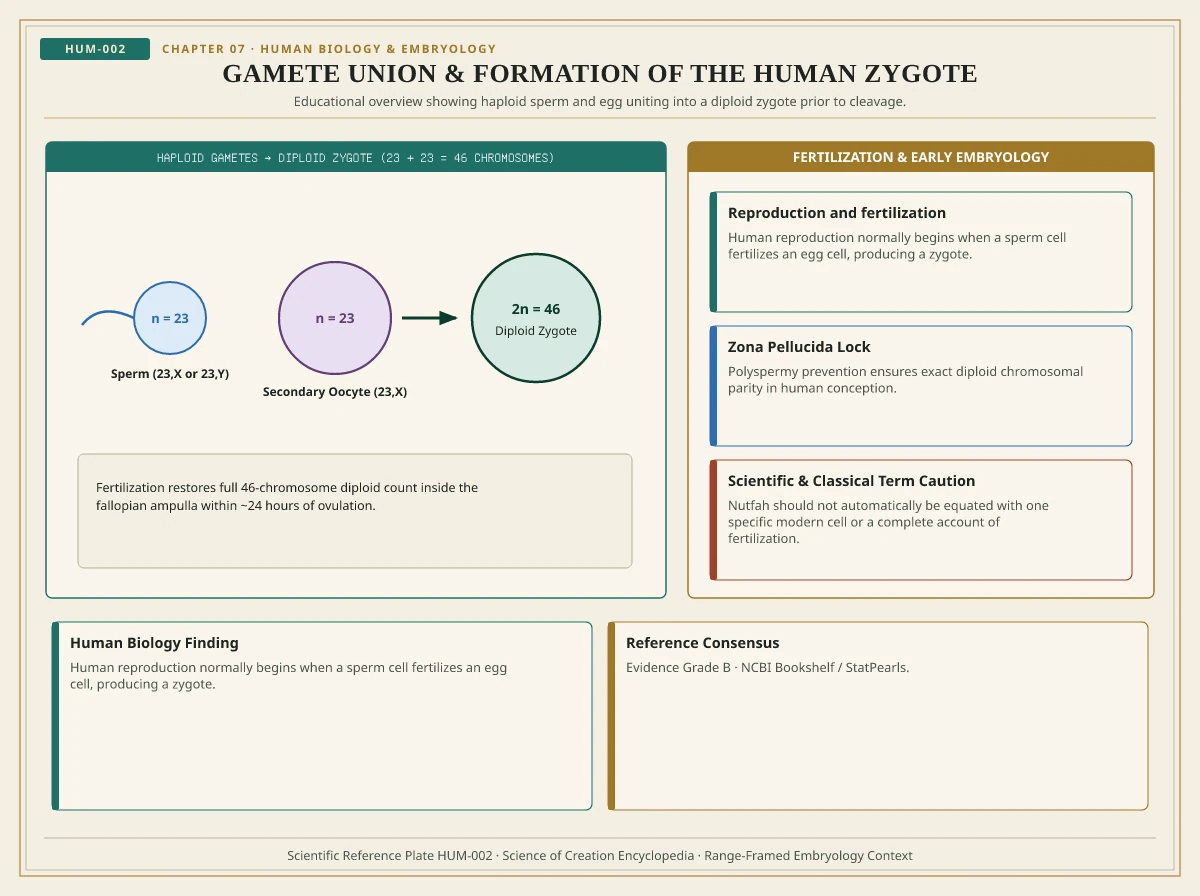 HUM-002
CHAPTER 07 · HUMAN BIOLOGY & EMBRYOLOGY
GAMETE UNION & FORMATION OF THE HUMAN ZYGOTE
Educational overview showing haploid sperm and egg uniting into a diploid zygote prior to cleavage.
HAPLOID GAMETES → DIPLOID ZYGOTE (23 + 23 = 46 CHROMOSOMES)
n = 23
Sperm (23,X or 23,Y)
n = 23
Secondary Oocyte (23,X)
2n = 46
Diploid Zygote
Fertilization restores full 46-chromosome diploid count inside the
fallopian ampulla within ~24 hours of ovulation.
FERTILIZATION & EARLY EMBRYOLOGY
Reproduction and fertilization
Human reproduction normally begins when a sperm cell
fertilizes an egg cell, producing a zygote.
Zona Pellucida Lock
Polyspermy prevention ensures exact diploid chromosomal
parity in human conception.
Scientific & Classical Term Caution
Nutfah should not automatically be equated with one
specific modern cell or a complete account of
fertilization.
Human Biology Finding
Human reproduction normally begins when a sperm cell fertilizes an egg
cell, producing a zygote.
Reference Consensus
Evidence Grade B · NCBI Bookshelf / StatPearls.
Scientific Reference Plate HUM-002 · Science of Creation Encyclopedia · Range-Framed Embryology Context